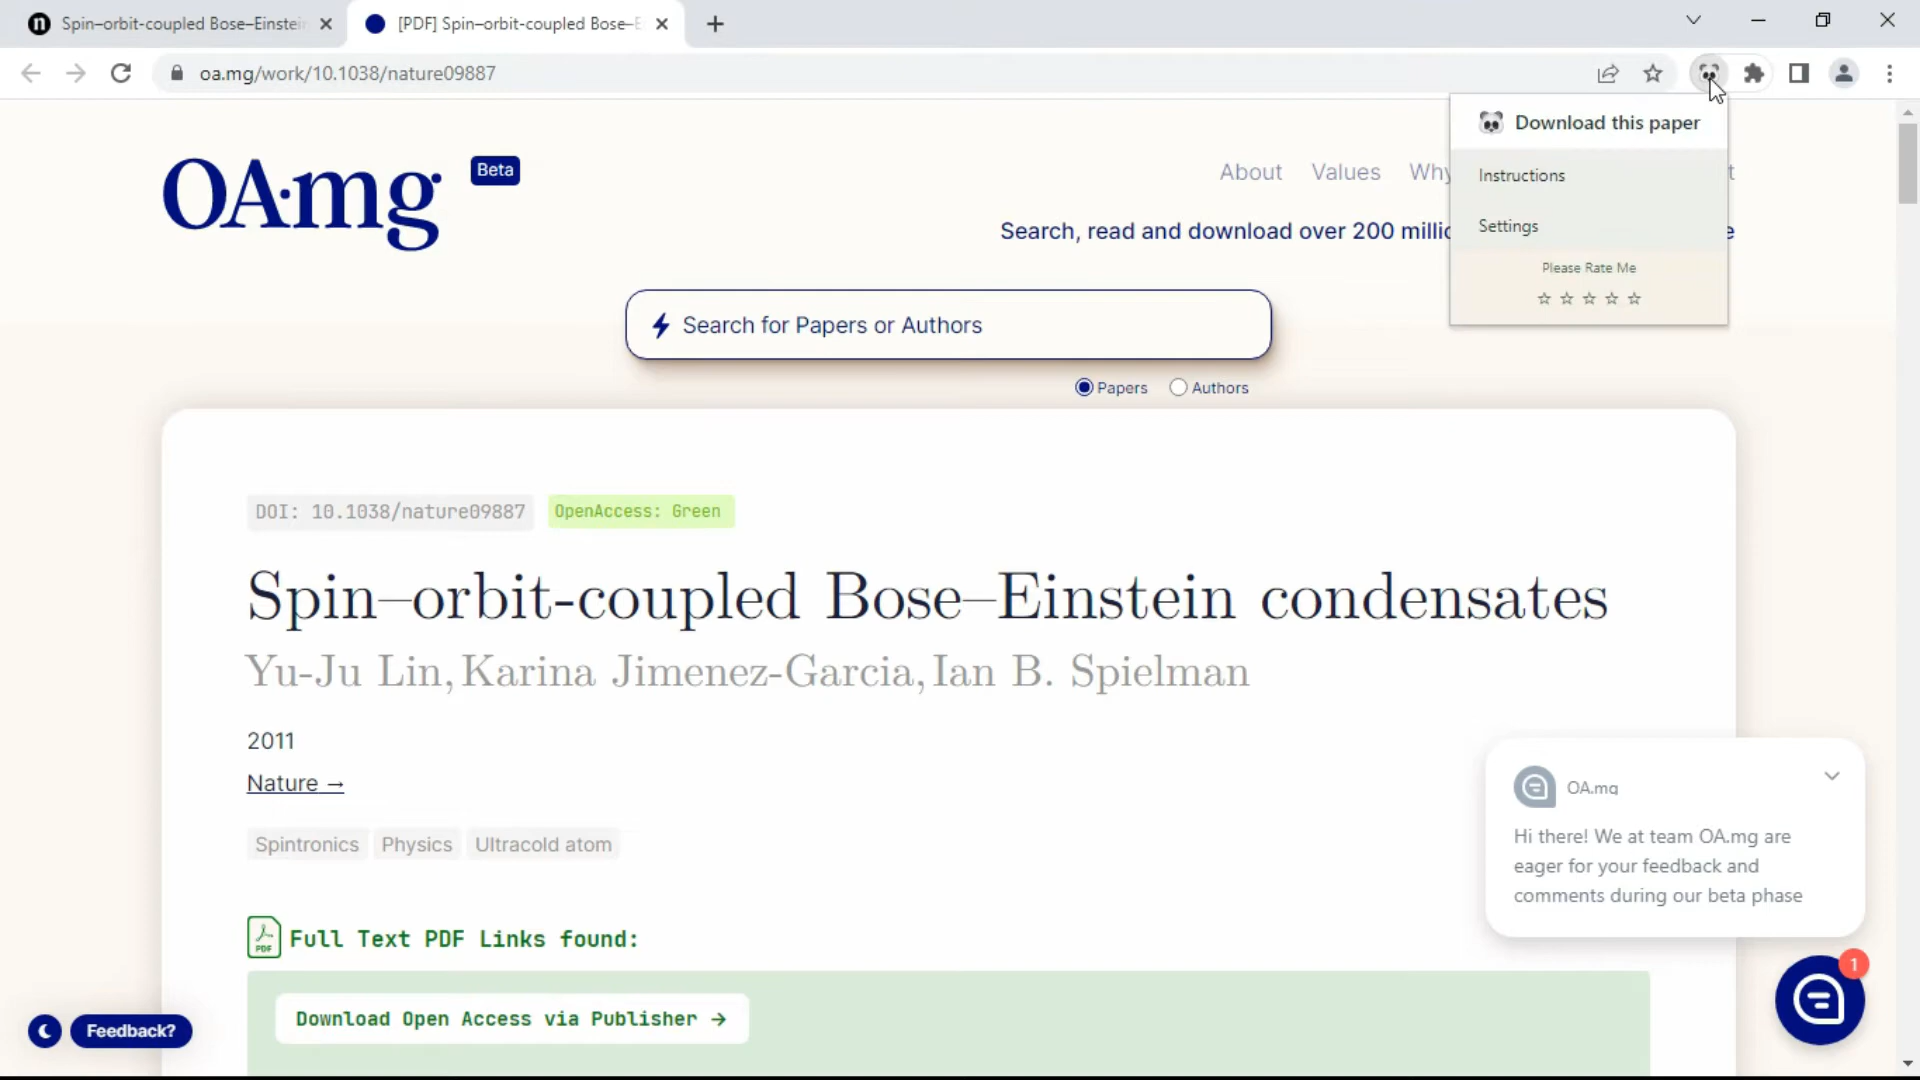 Spin–orbit-coupled Bose–Einstein
[PDF] Spin–orbit-coupled Bose–E
oa.mg/work/10.1038/nature09887
Download this paper
Instructions
Settings
Please Rate Me
OA.mg
Beta
About Values Why
Search, read and download over 200 millio
Search for Papers or Authors
Papers Authors
DOI: 10.1038/nature09887 OpenAccess: Green
Spin–orbit-coupled Bose–Einstein condensates
Yu-Ju Lin, Karina Jimenez-Garcia, Ian B. Spielman
2011
Nature →
Spintronics Physics Ultracold atom
PDF
Full Text PDF Links found:
Download Open Access via Publisher →
OA.mg
Hi there! We at team OA.mg are
eager for your feedback and
comments during our beta phase
1
Feedback?